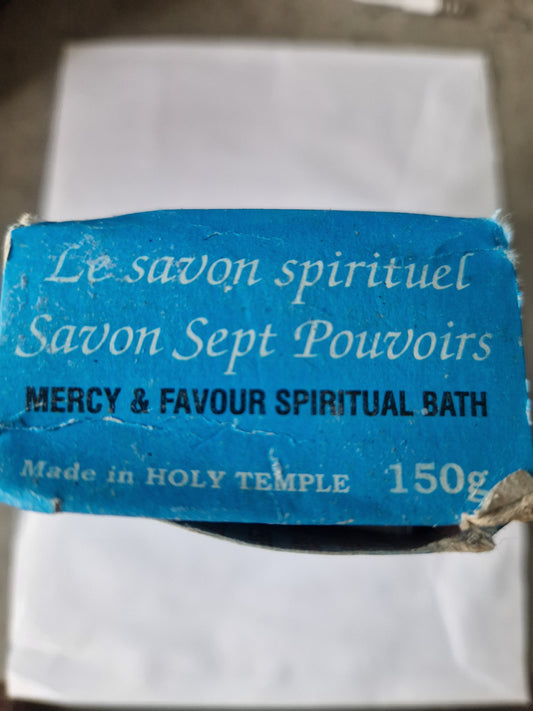 Le savon spirituel
Savon Sept Pouvoirs
MERCY & FAVOUR SPIRITUAL BATH
Made in HOLY TEMPLE 150g